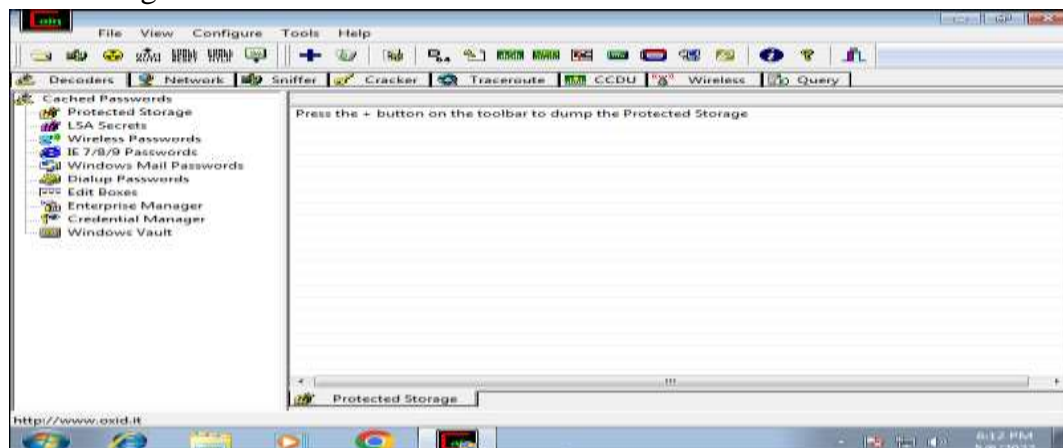 Cain
File View Configure Tools Help
Decoders Network Sniffer Cracker Traceroute CCDU Wireless Query
Cached Passwords
Protected Storage
LSA Secrets
Wireless Passwords
IE 7/8/9 Passwords
Windows Mail Passwords
Dialup Passwords
Edit Boxes
Enterprise Manager
Credential Manager
Windows Vault
Press the + button on the toolbar to dump the Protected Storage
Protected Storage
http://www.oxid.it
6:12 PM